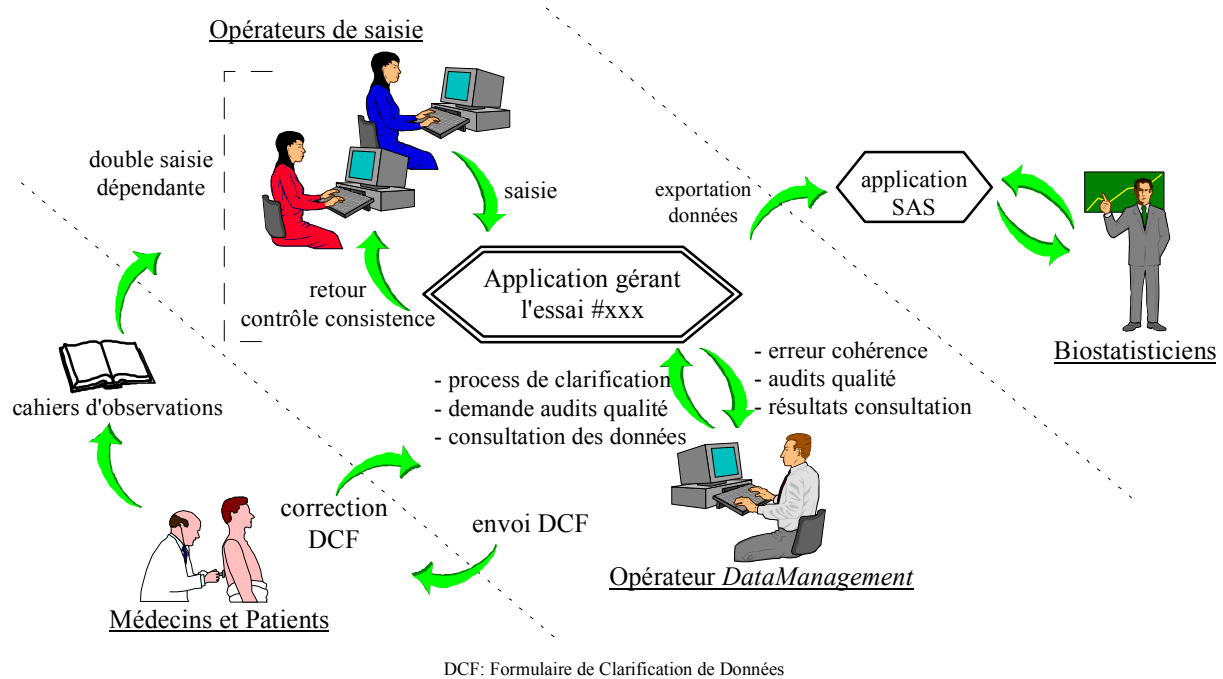 Opérateurs de saisie
double saisie
dépendante
saisie
exportation
données
application
SAS
Application gérant
l'essai #xxx
retour
contrôle consistence
Biostatisticiens
cahiers d'observations
- process de clarification
- demande audits qualité
- consultation des données
- erreur cohérence
- audits qualité
- résultats consultation
correction
DCF
envoi DCF
Opérateur DataManagement
Médecins et Patients
DCF: Formulaire de Clarification de Données